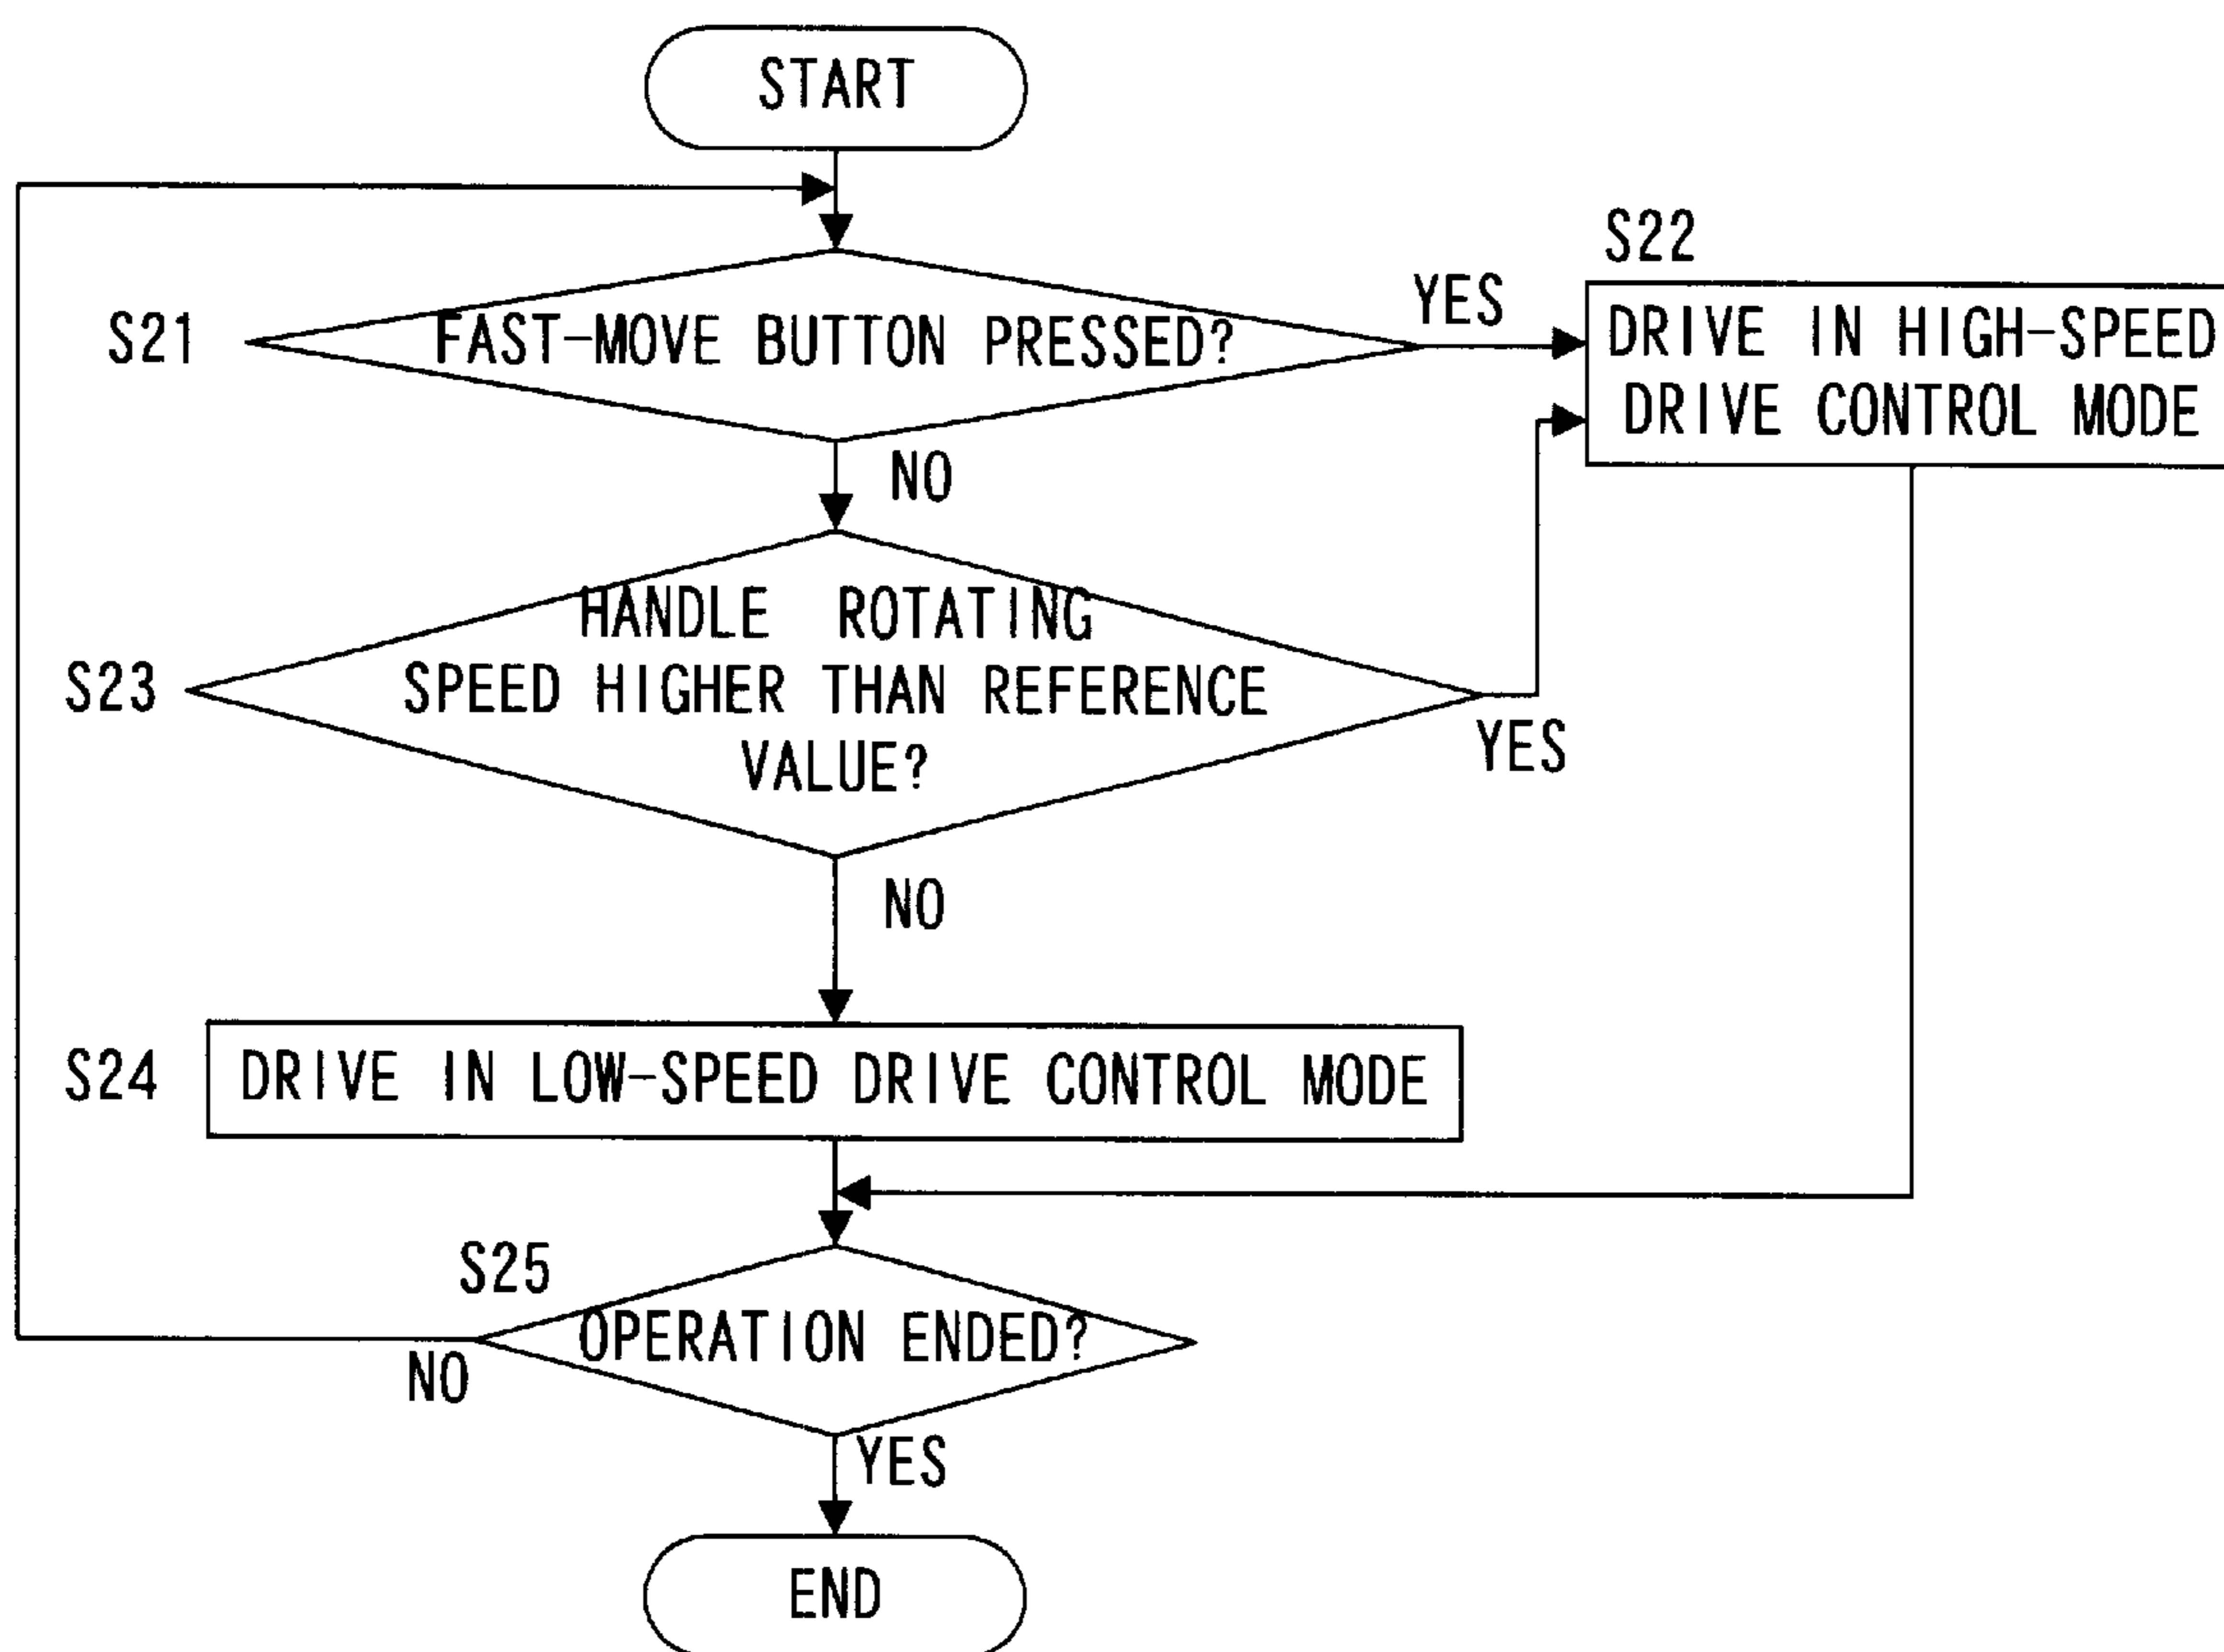 START
S21
FAST-MOVE BUTTON PRESSED?
YES
S22
DRIVE IN HIGH-SPEED
DRIVE CONTROL MODE
NO
S23
HANDLE ROTATING
SPEED HIGHER THAN REFERENCE
VALUE?
YES
NO
S24
DRIVE IN LOW-SPEED DRIVE CONTROL MODE
S25
OPERATION ENDED?
NO
YES
END